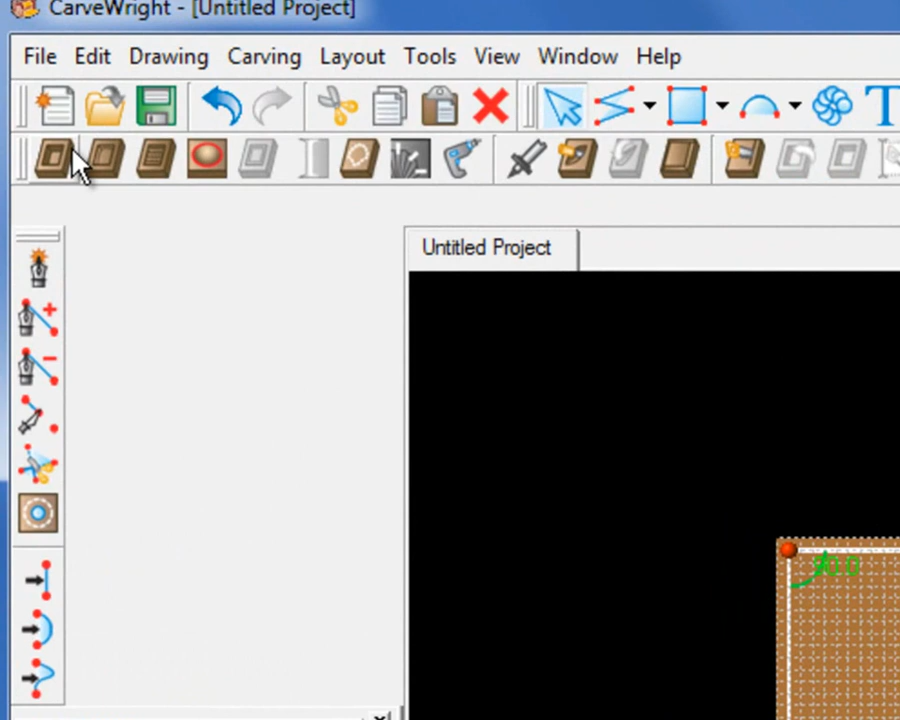 CarveWright - [Untitled Project]
File Edit Drawing Carving Layout Tools View Window Help
T
Untitled Project